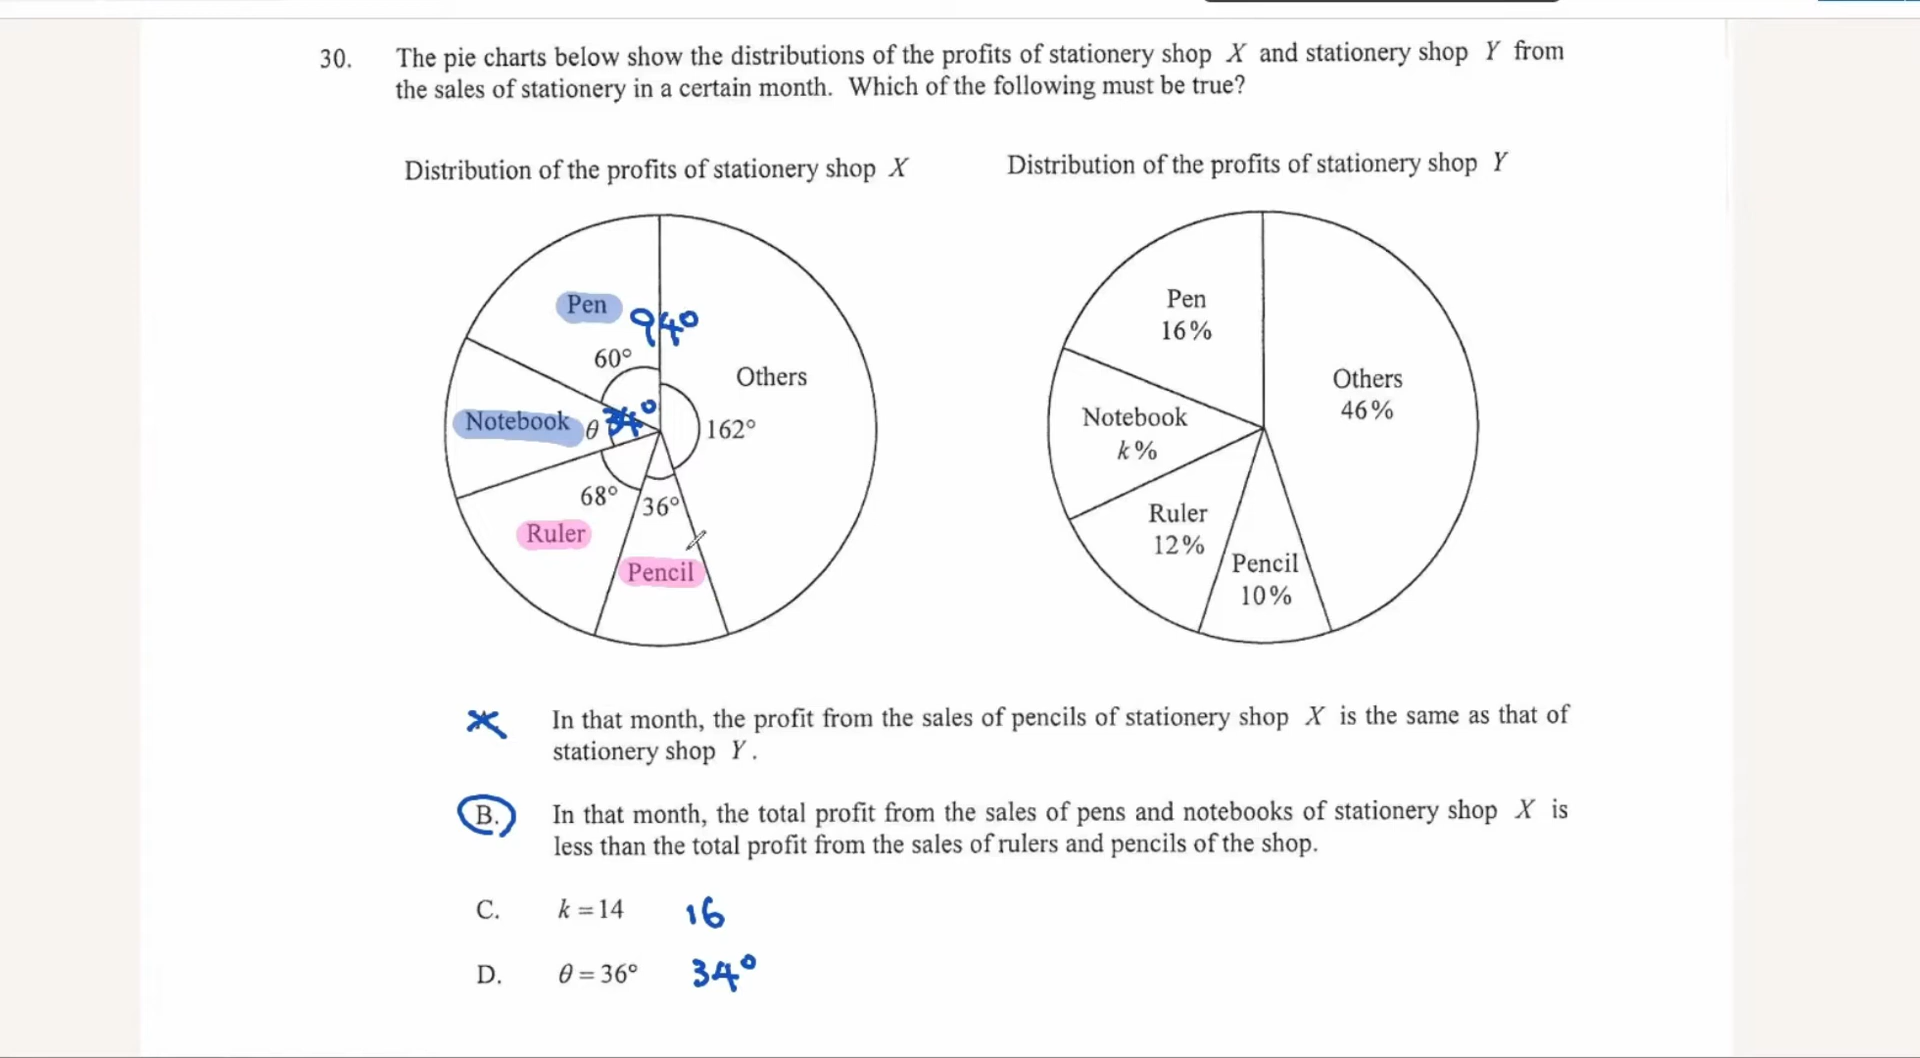 30. The pie charts below show the distributions of the profits of stationery shop X and stationery shop Y from
the sales of stationery in a certain month. Which of the following must be true?
Distribution of the profits of stationery shop X
Distribution of the profits of stationery shop Y
Pen
94°
60°
Others
Notebook θ 34°
162°
68°
36°
Ruler
Pencil
Pen
16%
Others
46%
Notebook
k%
Ruler
12%
Pencil
10%
In that month, the profit from the sales of pencils of stationery shop X is the same as that of
stationery shop Y.
B. In that month, the total profit from the sales of pens and notebooks of stationery shop X is
less than the total profit from the sales of rulers and pencils of the shop.
C. k = 14 16
D. θ = 36° 34°